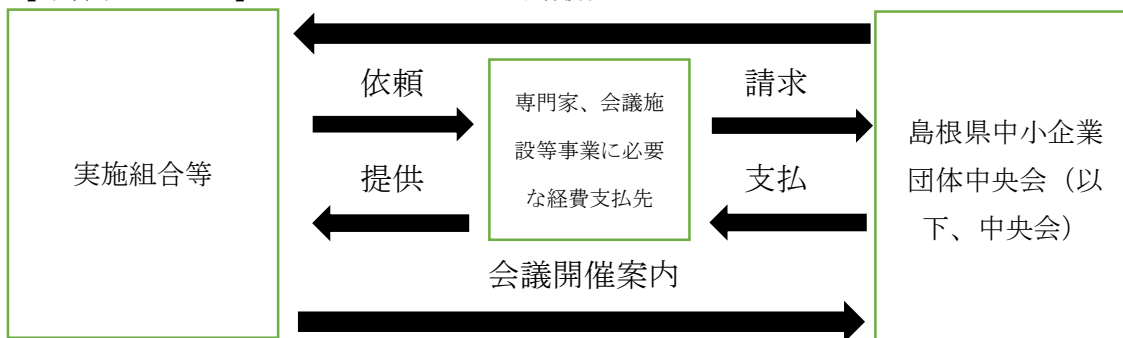 依頼
請求
専門家、会議施
設等事業に必要
な経費支払先
実施組合等
提供
支払
島根県中小企業
団体中央会（以
下、中央会）
会議開催案内